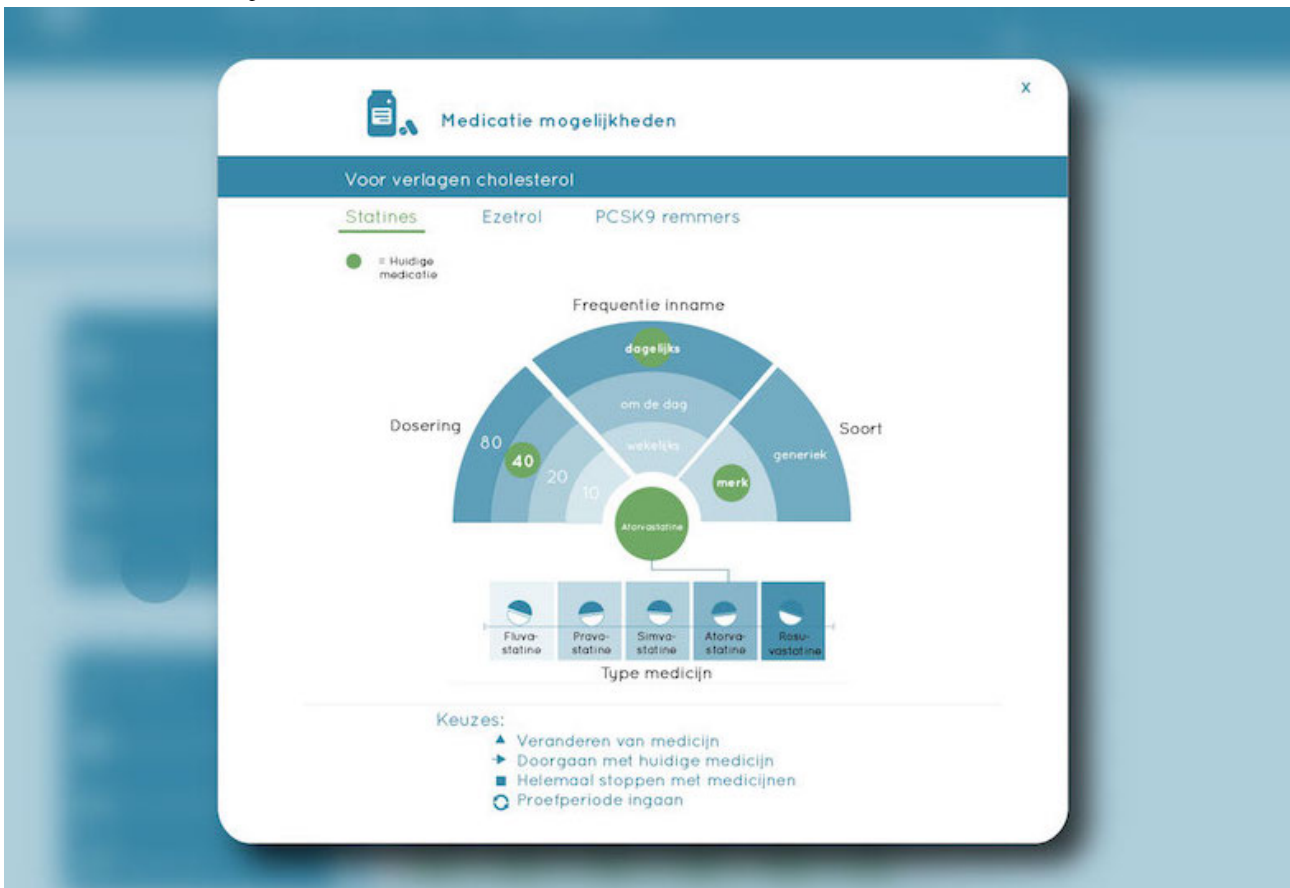 x
Medicatie mogelijkheden
Voor verlagen cholesterol
Statines Ezetrol PCSK9 remmers
= Huidige
medicatie
Frequentie inname
dagelijks
om de dag
wekelijks
Dosering
80
40
20
10
Soort
generiek
merk
Atorvastatine
Fluva-
statine
Prava-
statine
Simva-
statine
Atorva-
statine
Rosu-
vastatine
Type medicijn
Keuzes:
Veranderen van medicijn
Doorgaan met huidige medicijn
Helemaal stoppen met medicijnen
Proefperiode ingaan